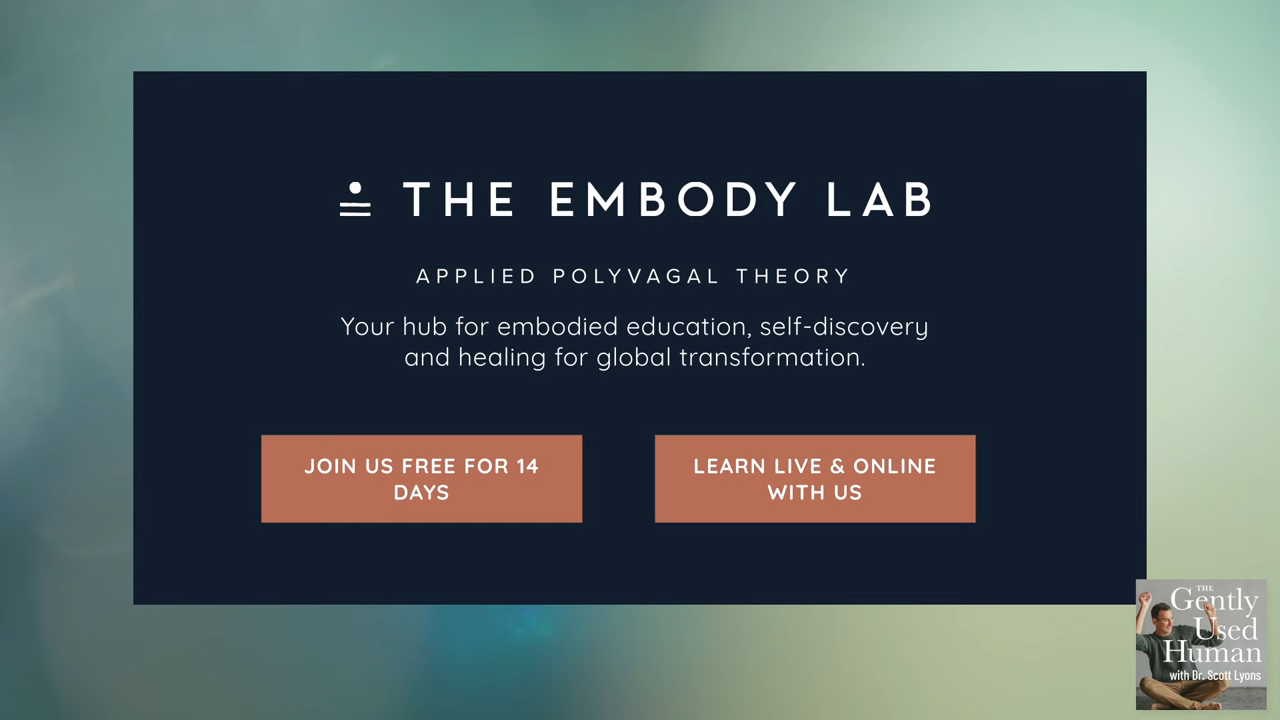 THE EMBODY LAB
APPLIED POLYVAGAL THEORY
Your hub for embodied education, self-discovery
and healing for global transformation.
JOIN US FREE FOR 14
DAYS
LEARN LIVE & ONLINE
WITH US
THE
Gently
Used
Human
with Dr. Scott Lyons